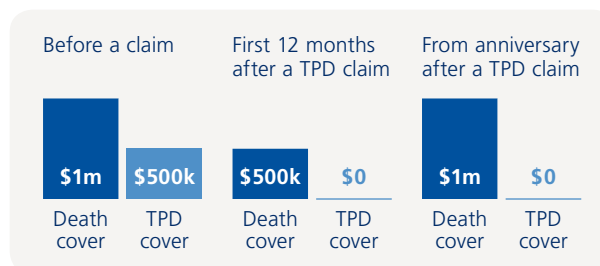 Before a claim
First 12 months
after a TPD claim
From anniversary
after a TPD claim
$1m
$500k
$500k
$0
$1m
$0
Death
cover
TPD
cover
Death
cover
TPD
cover
Death
cover
TPD
cover